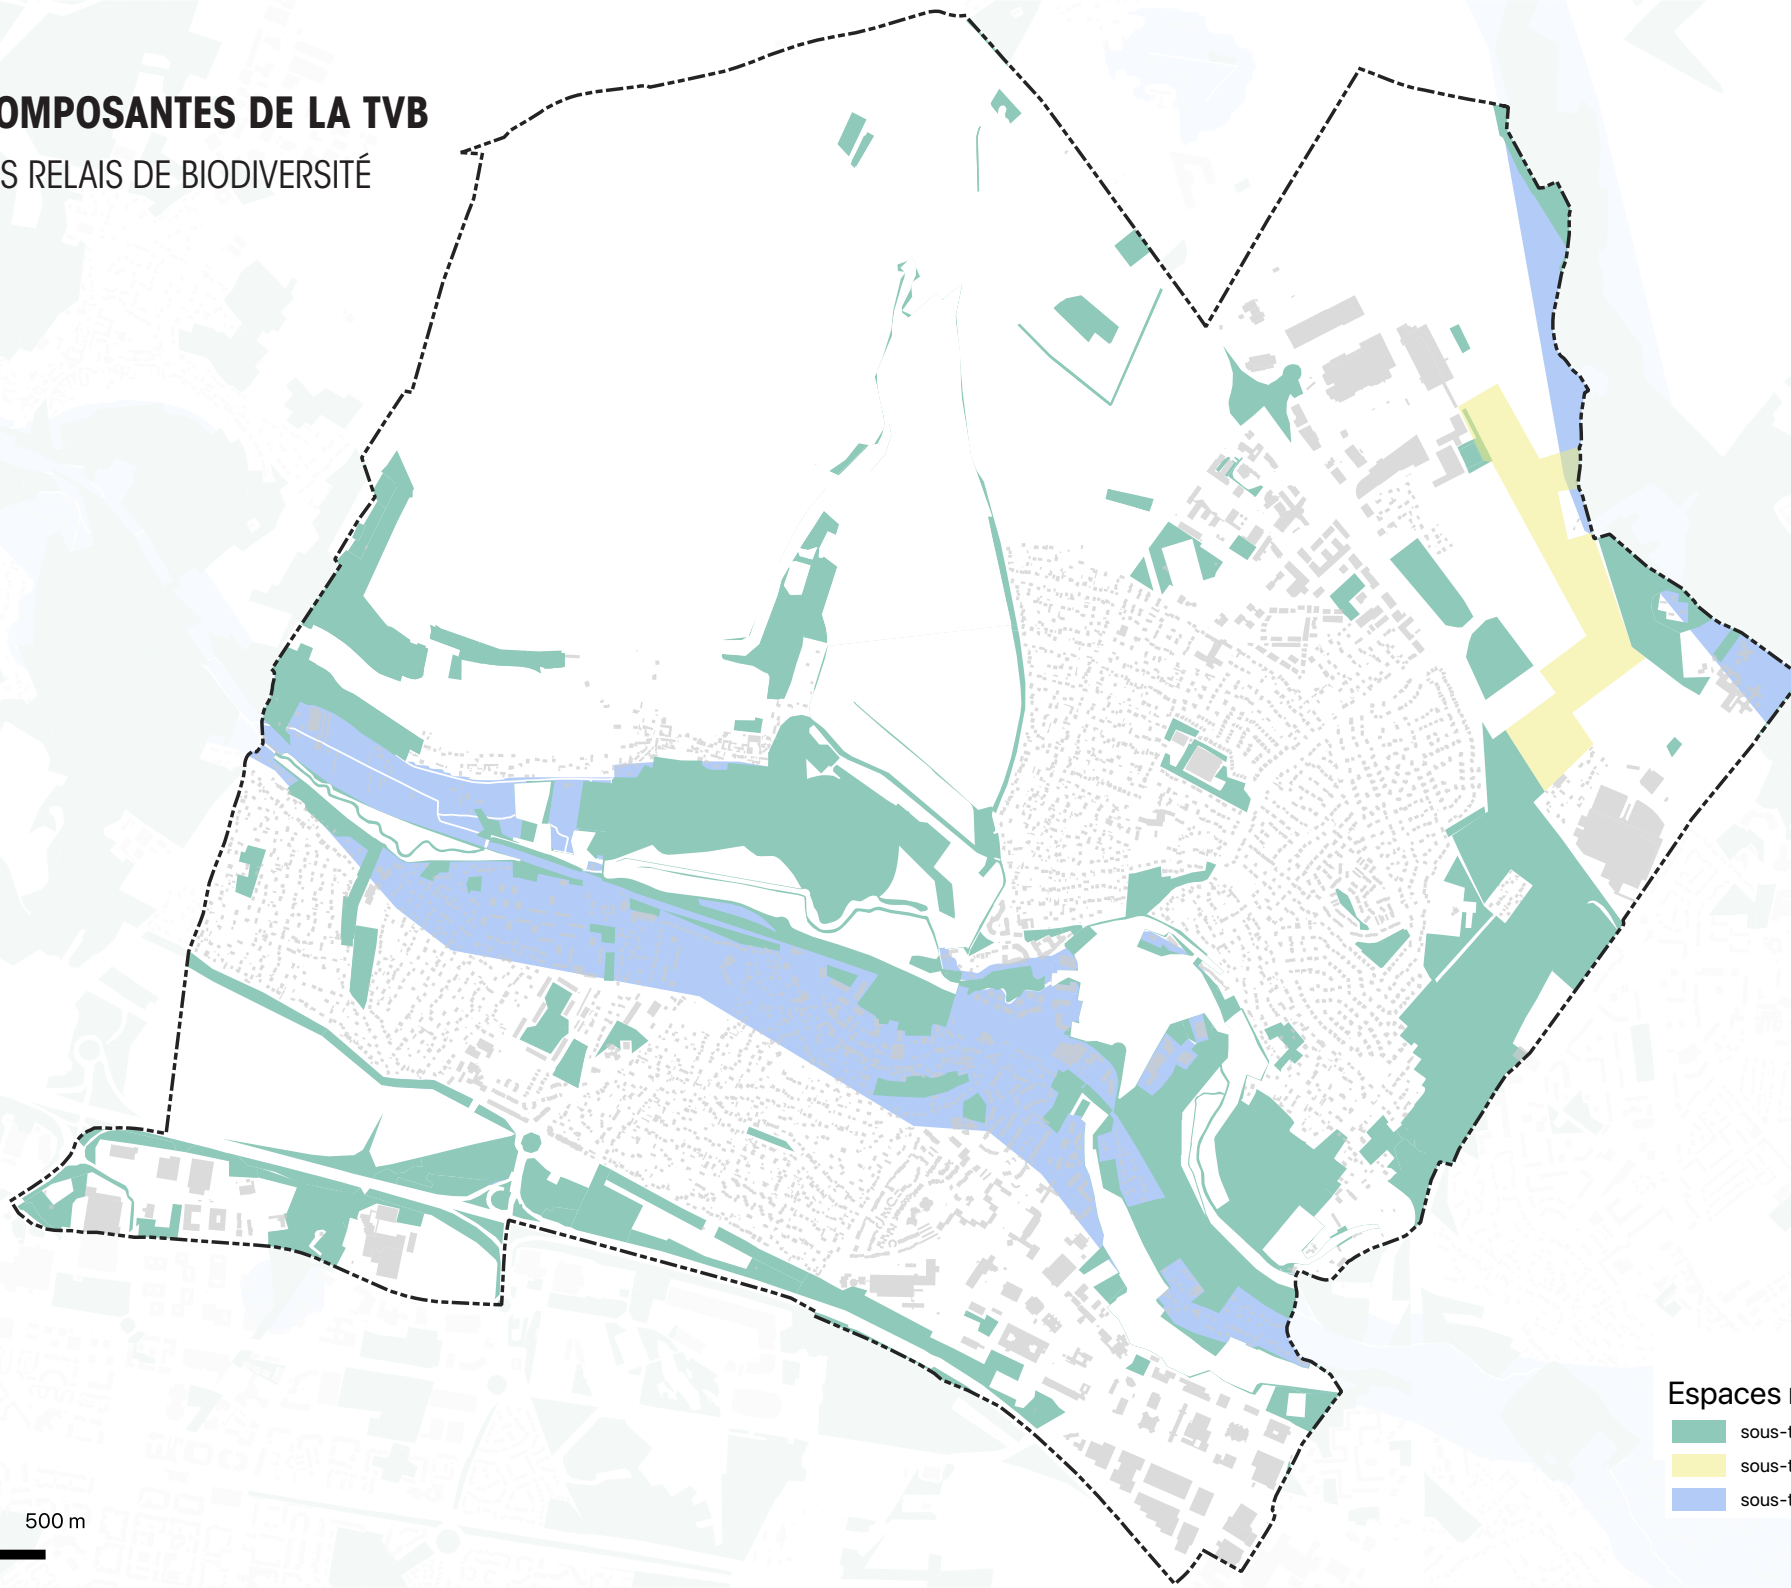 OMPOSANTES DE LA TVB
S RELAIS DE BIODIVERSITÉ
Espaces
sous-t
sous-t
sous-t
500 m